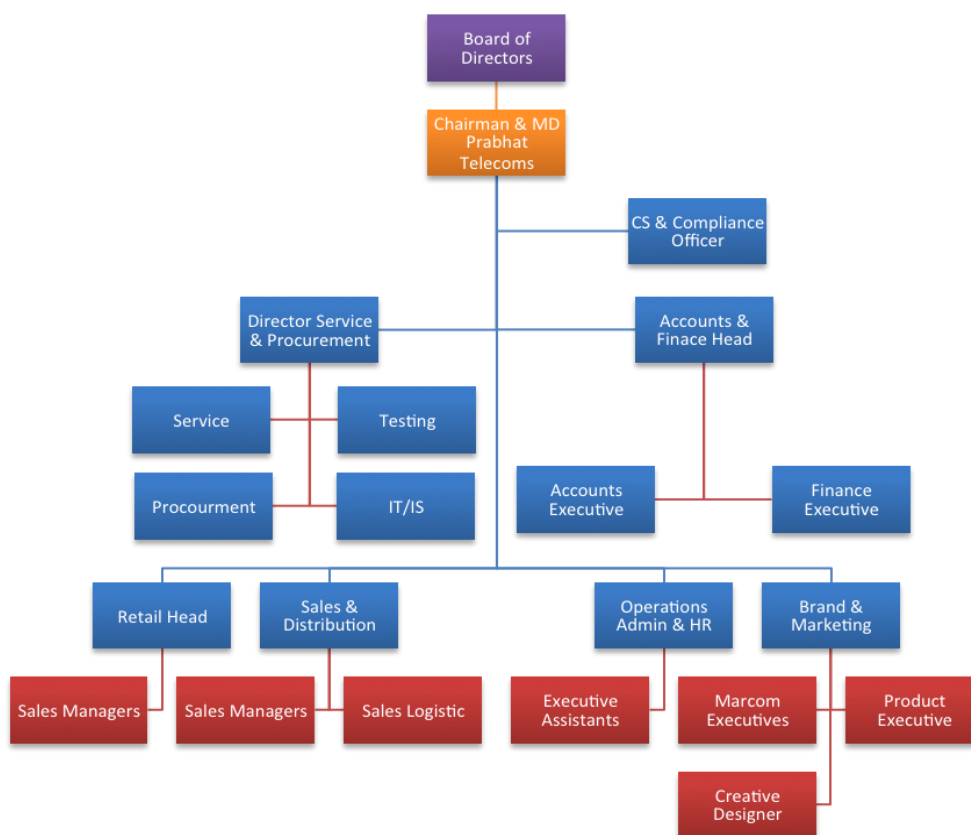 Board of
Directors
Chairman & MD
Prabhat
Telecoms
CS & Compliance
Officer
Director Service
& Procurement
Accounts &
Finace Head
Service
Testing
Procourment
IT/IS
Accounts
Executive
Finance
Executive
Retail Head
Sales &
Distribution
Operations
Admin & HR
Brand &
Marketing
Sales Managers
Sales Managers
Sales Logistic
Executive
Assistants
Marcom
Executives
Product
Executive
Creative
Designer